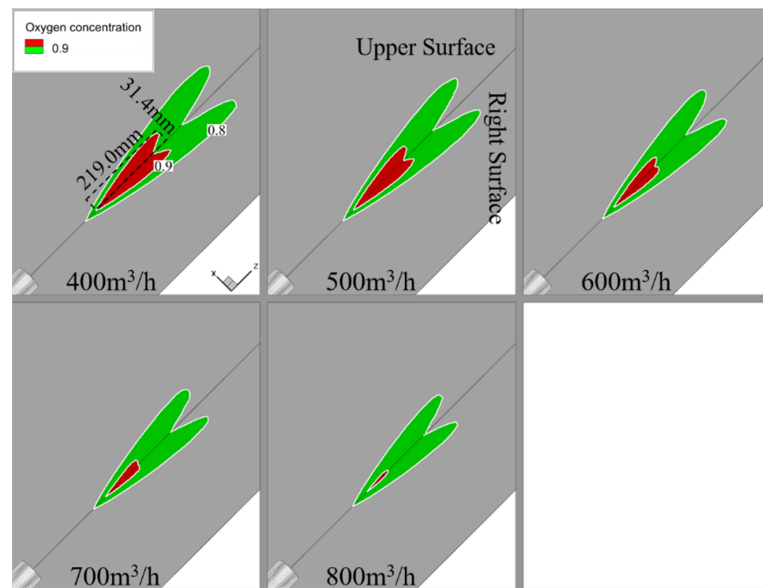 Oxygen concentration
0.9
Upper Surface
Right Surface
31.4mm
219.0mm
0.8
0.9
x
z
400m³/h
500m³/h
600m³/h
700m³/h
800m³/h